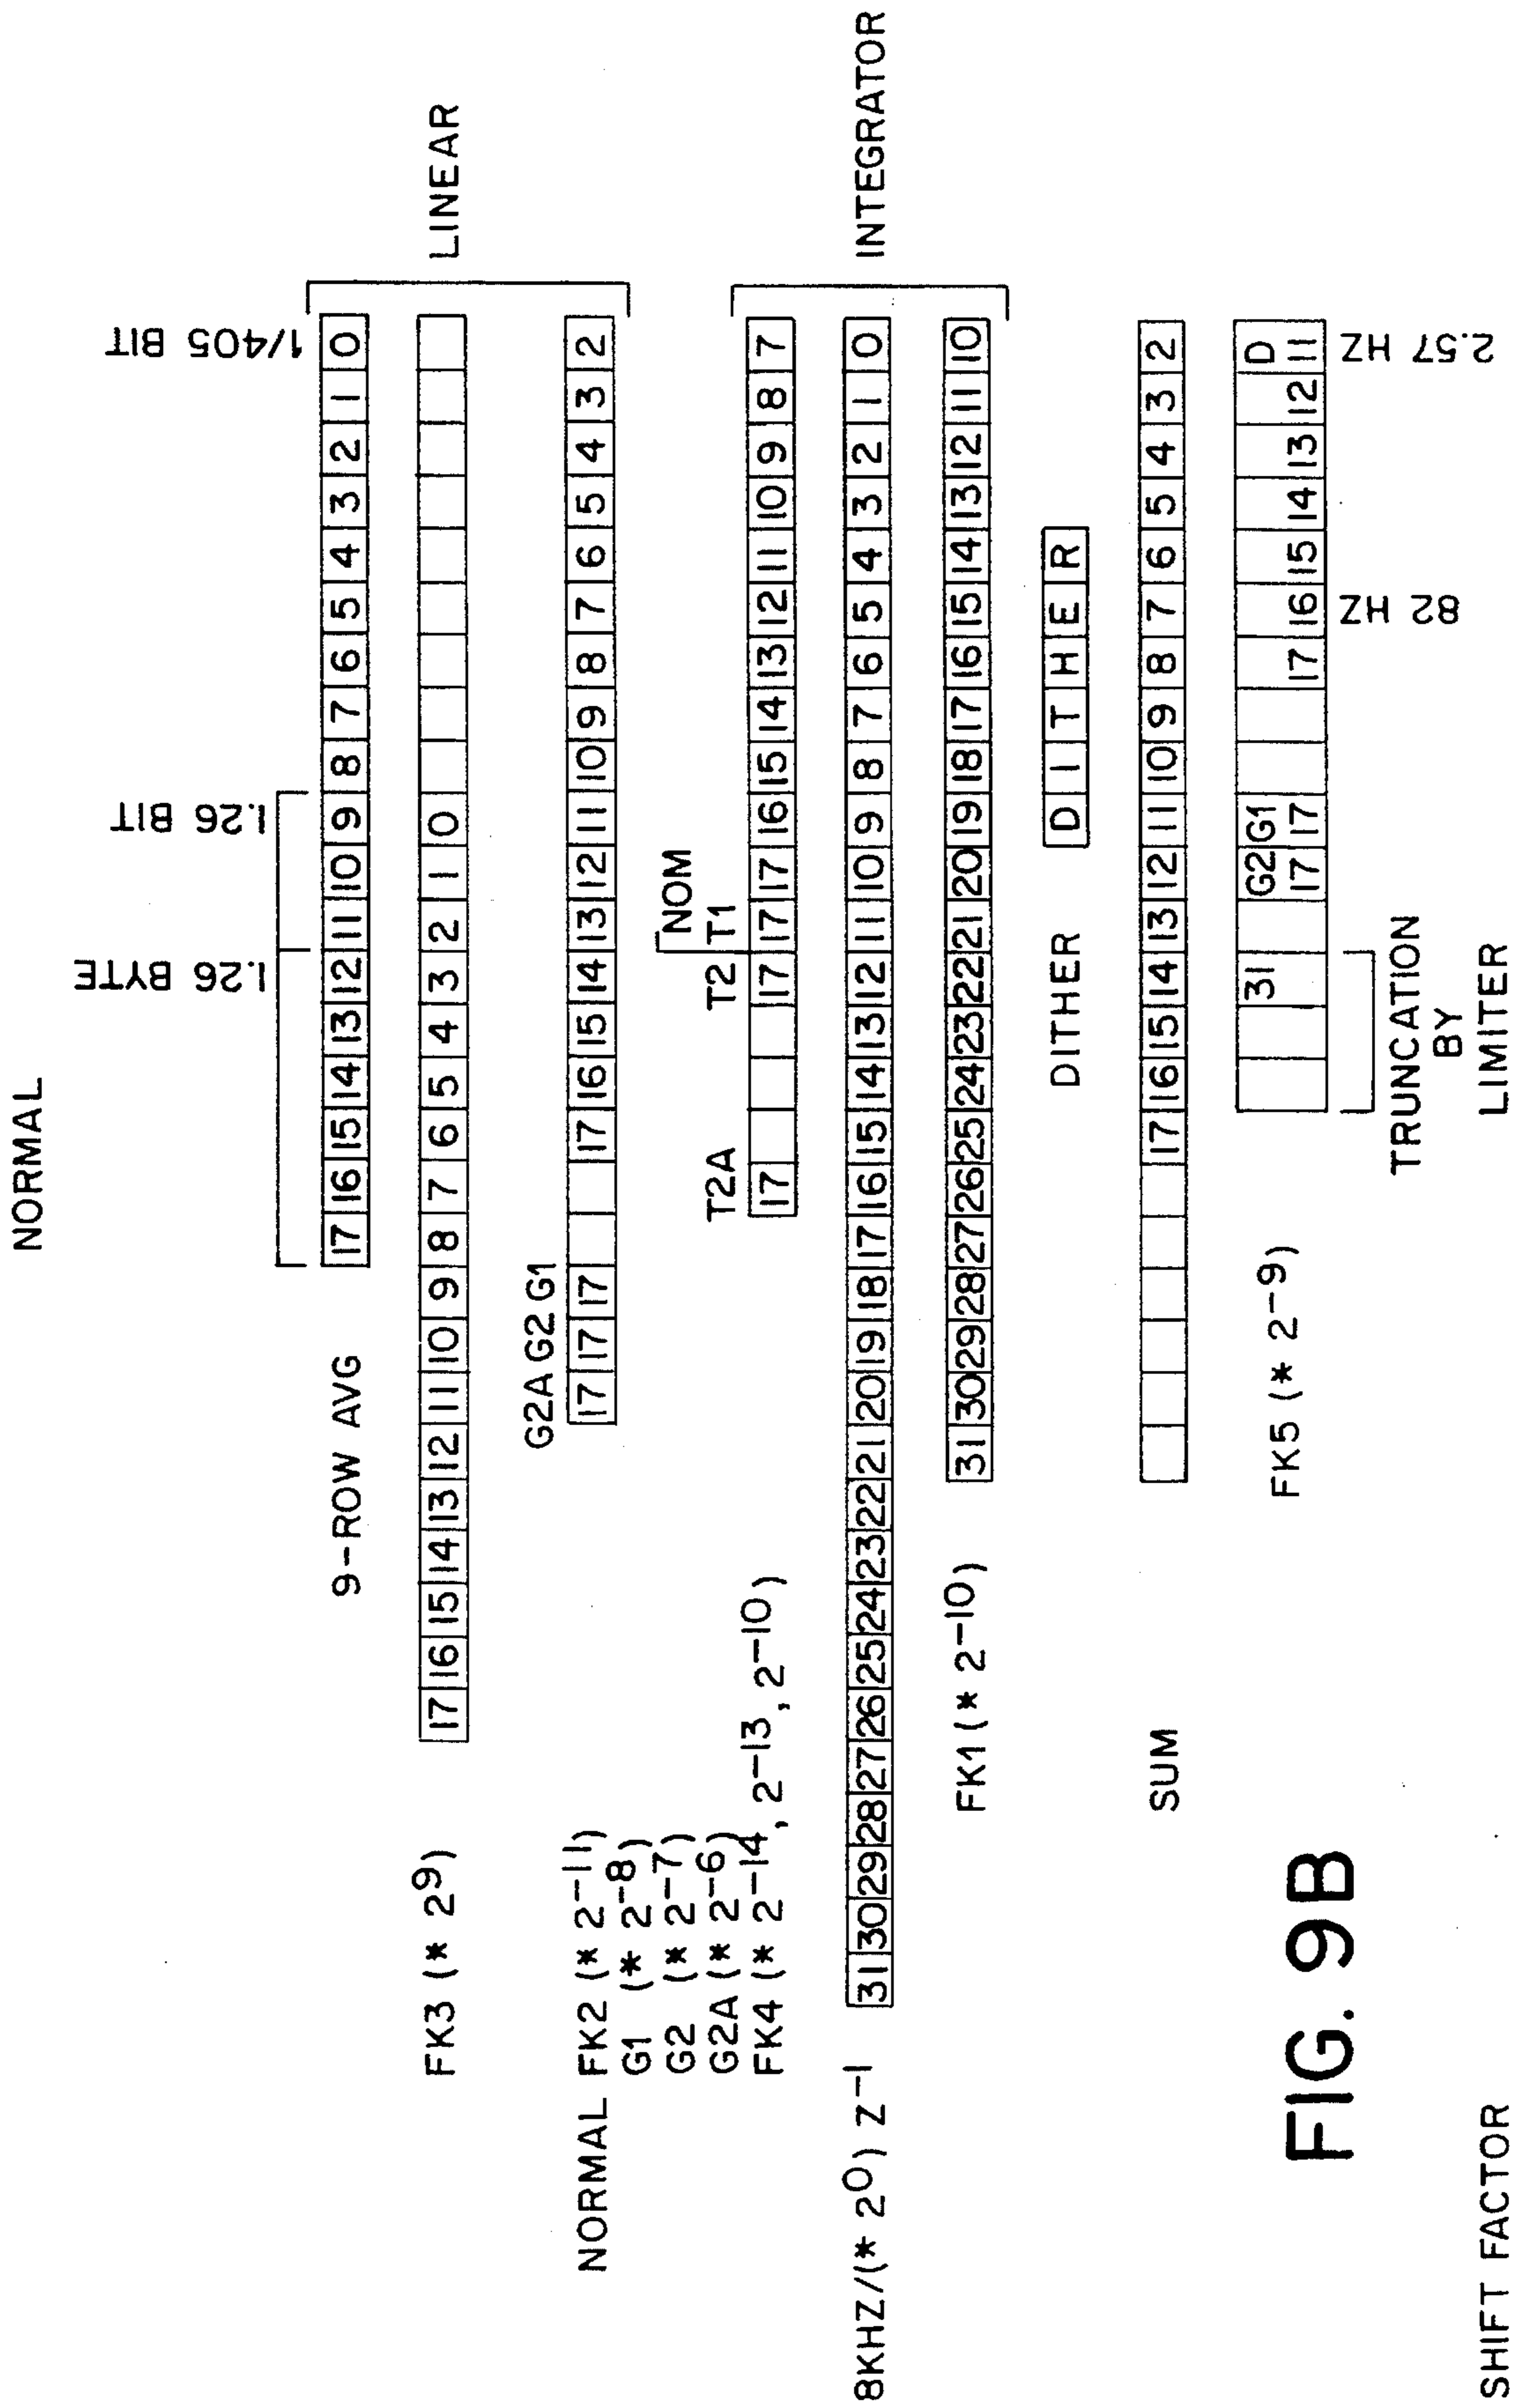 NORMAL
1.26 BYTE 1.26 BIT 1/405 BIT
9-ROW AVG 17 16 15 14 13 12 11 10 9 8 7 6 5 4 3 2 1 0
LINEAR
FK3 (* 2^9) 17 16 15 14 13 12 11 10 9 8 7 6 5 4 3 2 1 0
G2A G2 G1
NORMAL FK2 (* 2^-11) 17 17 17 17 16 15 14 13 12 11 10 9 8 7 6 5 4 3 2
G1 (* 2^-8)
G2 (* 2^-7)
G2A (* 2^-6)
NOM
T2A T2 T1
FK4 (* 2^-14, 2^-13, 2^-10) 17 17 17 17 16 15 14 13 12 11 10 9 8 7
INTEGRATOR
8KHZ/(* 2^0) Z^-1 31 30 29 28 27 26 25 24 23 22 21 20 19 18 17 16 15 14 13 12 11 10 9 8 7 6 5 4 3 2 1 0
FK1 (* 2^-10) 31 30 29 28 27 26 25 24 23 22 21 20 19 18 17 16 15 14 13 12 11 10
DITHER D I T H E R
SUM 17 16 15 14 13 12 11 10 9 8 7 6 5 4 3 2
31 G2 G1 D
FK5 (* 2^-9) 17 17 17 16 15 14 13 12 11
82 HZ 2.57 HZ
TRUNCATION
BY
LIMITER
FIG. 9B
SHIFT FACTOR